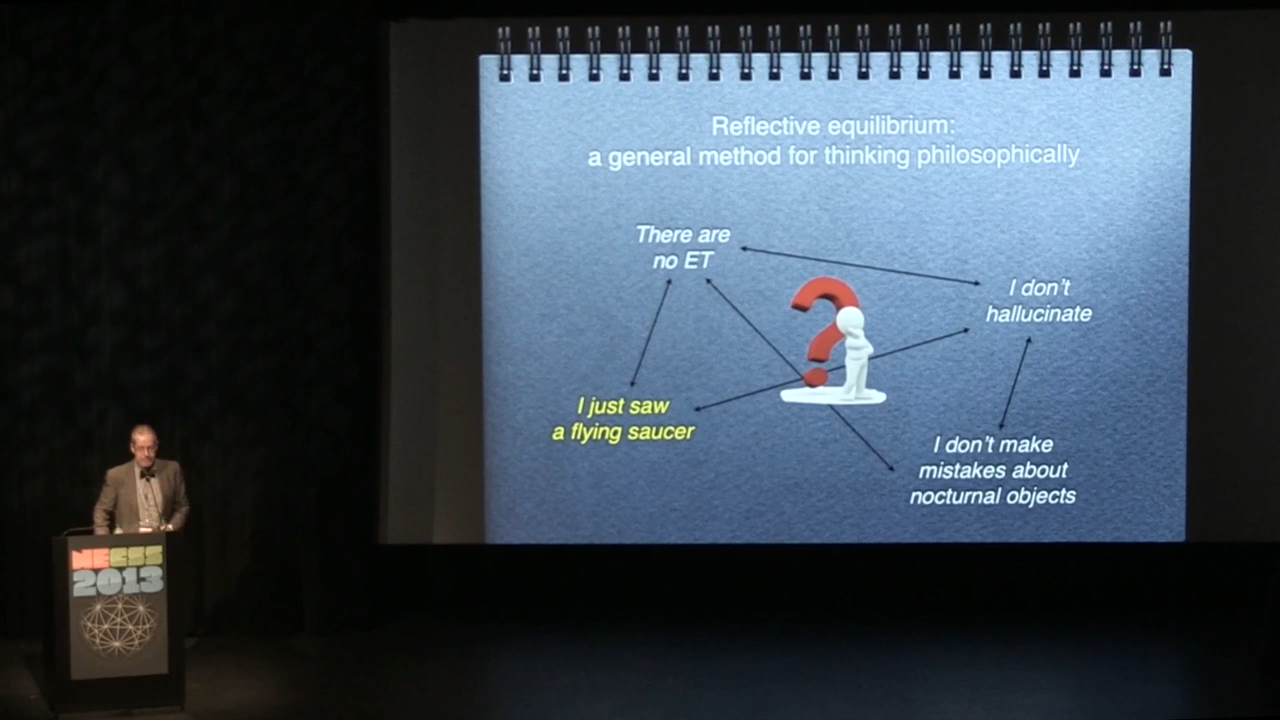 Reflective equilibrium:
a general method for thinking philosophically
There are
no ET
I don't
hallucinate
I just saw
a flying saucer
I don't make
mistakes about
nocturnal objects
NECSS
2013